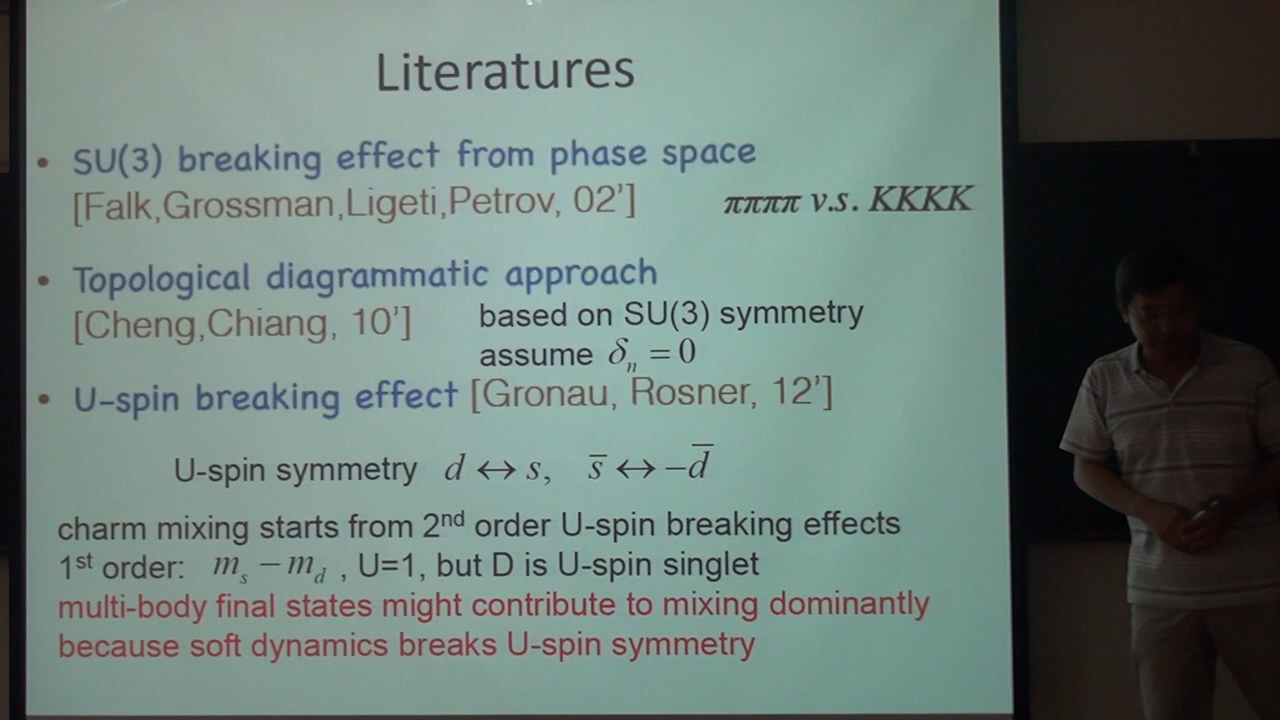 Literatures
• SU(3) breaking effect from phase space
[Falk,Grossman,Ligeti,Petrov, 02'] ππππ v.s. KKKK
• Topological diagrammatic approach
[Cheng,Chiang, 10'] based on SU(3) symmetry
assume δₙ = 0
• U-spin breaking effect [Gronau, Rosner, 12']
U-spin symmetry d ↔ s, s̅ ↔ −d̅
charm mixing starts from 2nd order U-spin breaking effects
1st order: mₛ − m_d , U=1, but D is U-spin singlet
multi-body final states might contribute to mixing dominantly
because soft dynamics breaks U-spin symmetry